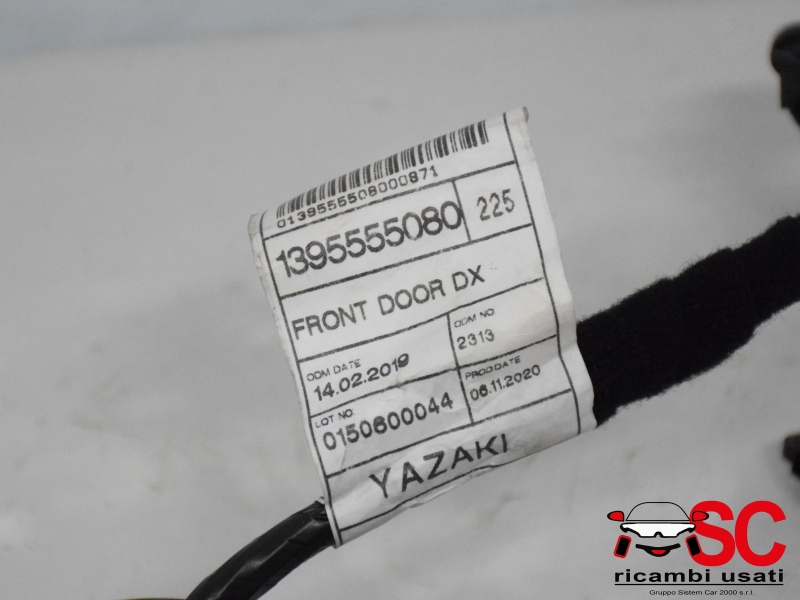 0139555508000871
1395555080 225
FRONT DOOR DX
ODM DATE
14.02.2019
ODM NO.
2313
LOT NO.
0150600044
PROD.DATE
06.11.2020
YAZAKI
SC
ricambi usati
Gruppo Sistem Car 2000 s.r.l.